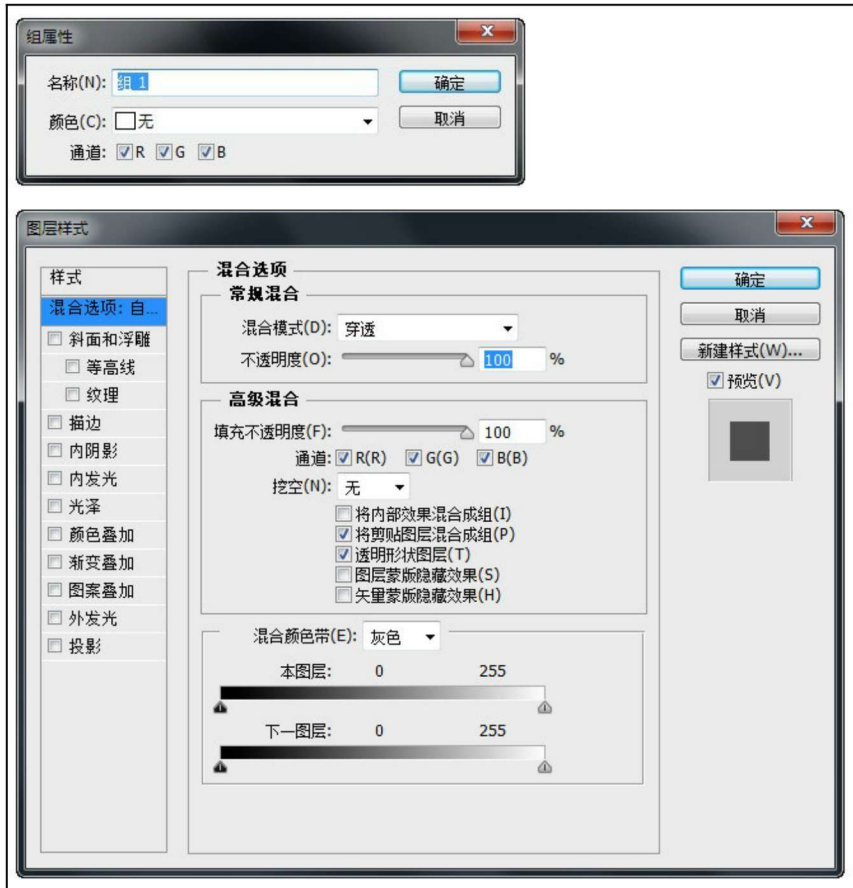 组属性
名称(N): 组 1
确定
颜色(C): 无
取消
通道: R G B
图层样式
样式
混合选项: 自...
斜面和浮雕
等高线
纹理
描边
内阴影
内发光
光泽
颜色叠加
渐变叠加
图案叠加
外发光
投影
混合选项
常规混合
混合模式(D): 穿透
不透明度(O): 100 %
高级混合
填充不透明度(F): 100 %
通道: R(R) G(G) B(B)
挖空(N): 无
将内部效果混合成组(I)
将剪贴图层混合成组(P)
透明形状图层(T)
图层蒙版隐藏效果(S)
矢量蒙版隐藏效果(H)
混合颜色带(E): 灰色
本图层: 0 255
下一图层: 0 255
确定
取消
新建样式(W)...
预览(V)